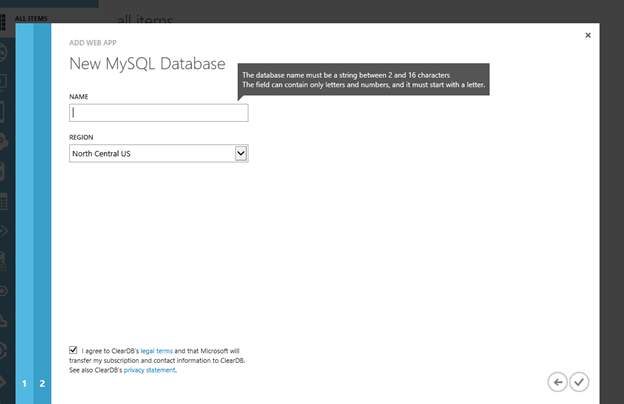 ALL ITEMS
all items
ADD WEB APP
New MySQL Database
The database name must be a string between 2 and 16 characters
The field can contain only letters and numbers, and it must start with a letter.
NAME
REGION
North Central US
I agree to ClearDB's legal terms and that Microsoft will
transfer my subscription and contact information to ClearDB.
See also ClearDB's privacy statement.
1 2